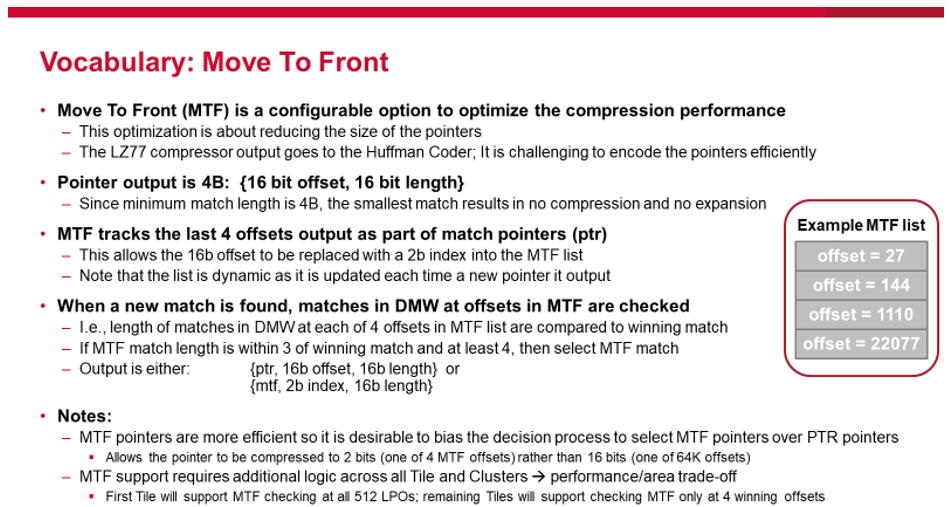 Vocabulary: Move To Front
• Move To Front (MTF) is a configurable option to optimize the compression performance
– This optimization is about reducing the size of the pointers
– The LZ77 compressor output goes to the Huffman Coder; It is challenging to encode the pointers efficiently
• Pointer output is 4B: {16 bit offset, 16 bit length}
– Since minimum match length is 4B, the smallest match results in no compression and no expansion
• MTF tracks the last 4 offsets output as part of match pointers (ptr)
– This allows the 16b offset to be replaced with a 2b index into the MTF list
– Note that the list is dynamic as it is updated each time a new pointer it output
• When a new match is found, matches in DMW at offsets in MTF are checked
– I.e., length of matches in DMW at each of 4 offsets in MTF list are compared to winning match
– If MTF match length is within 3 of winning match and at least 4, then select MTF match
– Output is either: {ptr, 16b offset, 16b length} or
{mtf, 2b index, 16b length}
Example MTF list
offset = 27
offset = 144
offset = 1110
offset = 22077
• Notes:
– MTF pointers are more efficient so it is desirable to bias the decision process to select MTF pointers over PTR pointers
▪ Allows the pointer to be compressed to 2 bits (one of 4 MTF offsets) rather than 16 bits (one of 64K offsets)
– MTF support requires additional logic across all Tile and Clusters → performance/area trade-off
▪ First Tile will support MTF checking at all 512 LPOs; remaining Tiles will support checking MTF only at 4 winning offsets